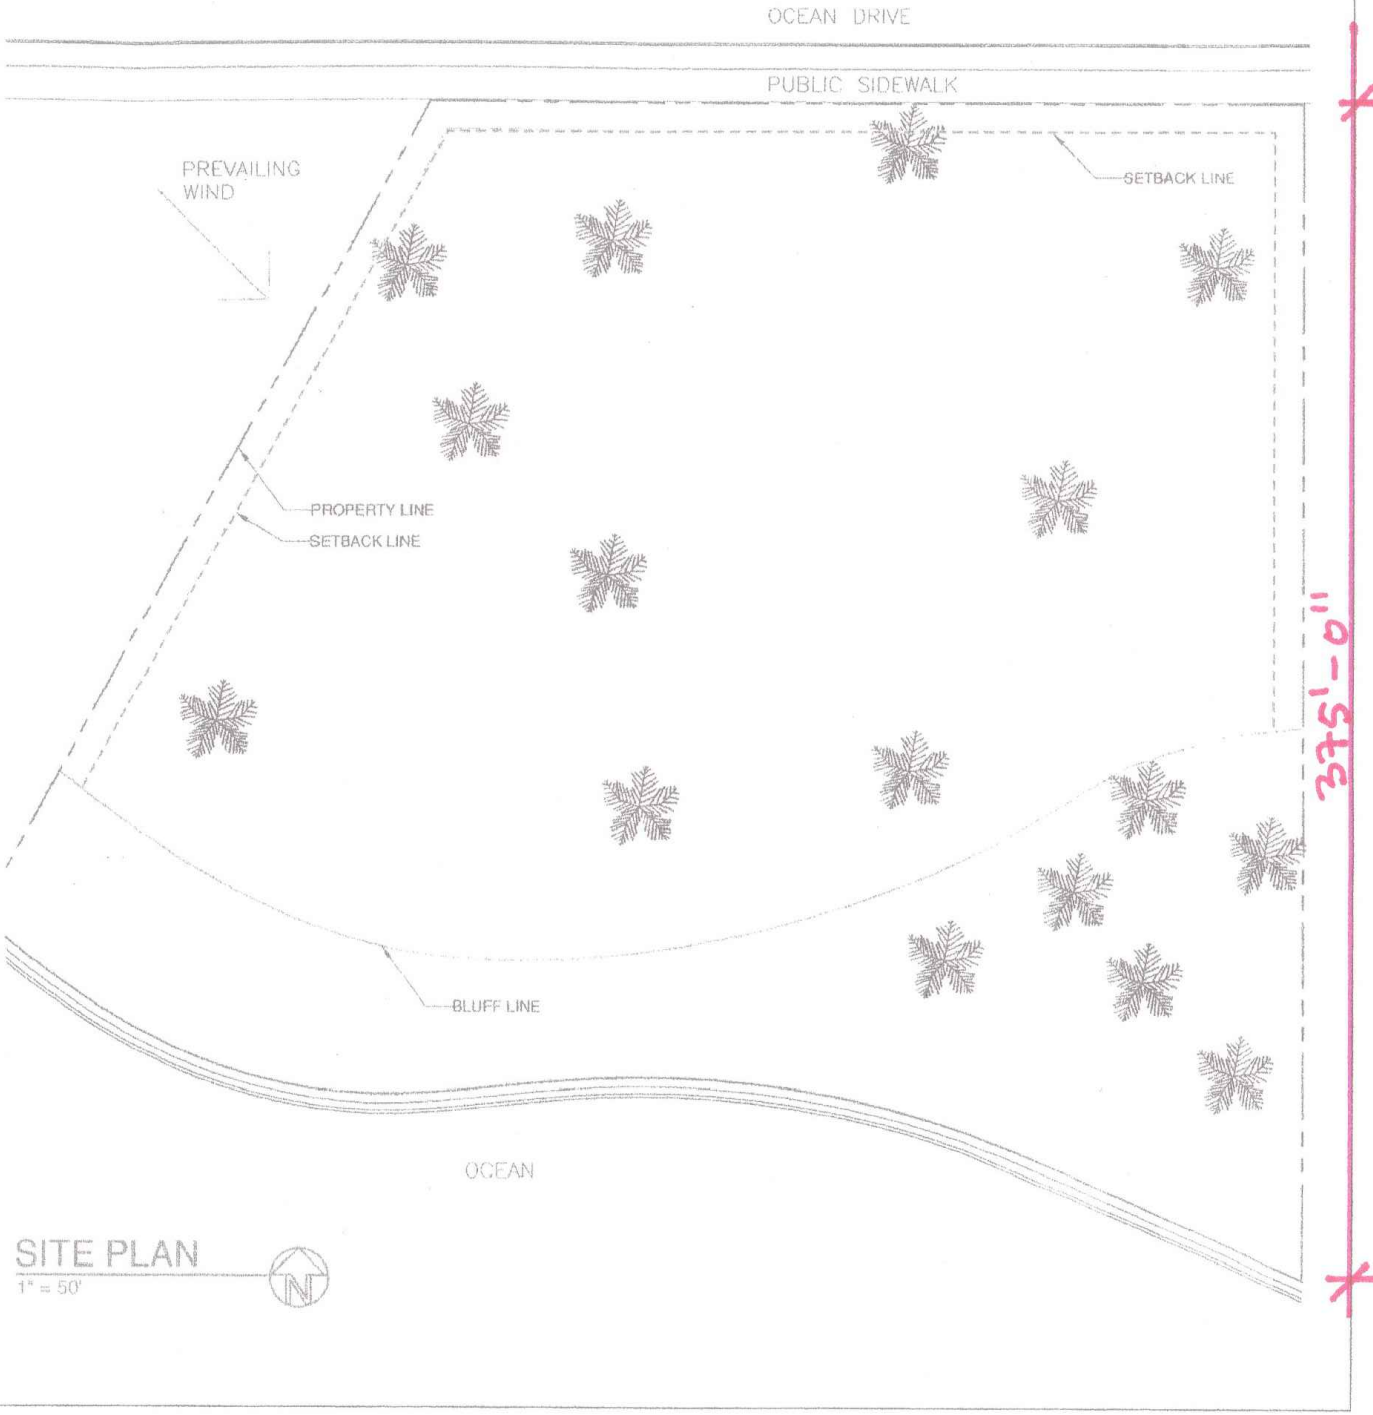 OCEAN DRIVE
PUBLIC SIDEWALK
PREVAILING
WIND
SETBACK LINE
PROPERTY LINE
SETBACK LINE
375'-0"
BLUFF LINE
OCEAN
SITE PLAN
1" = 50'
N